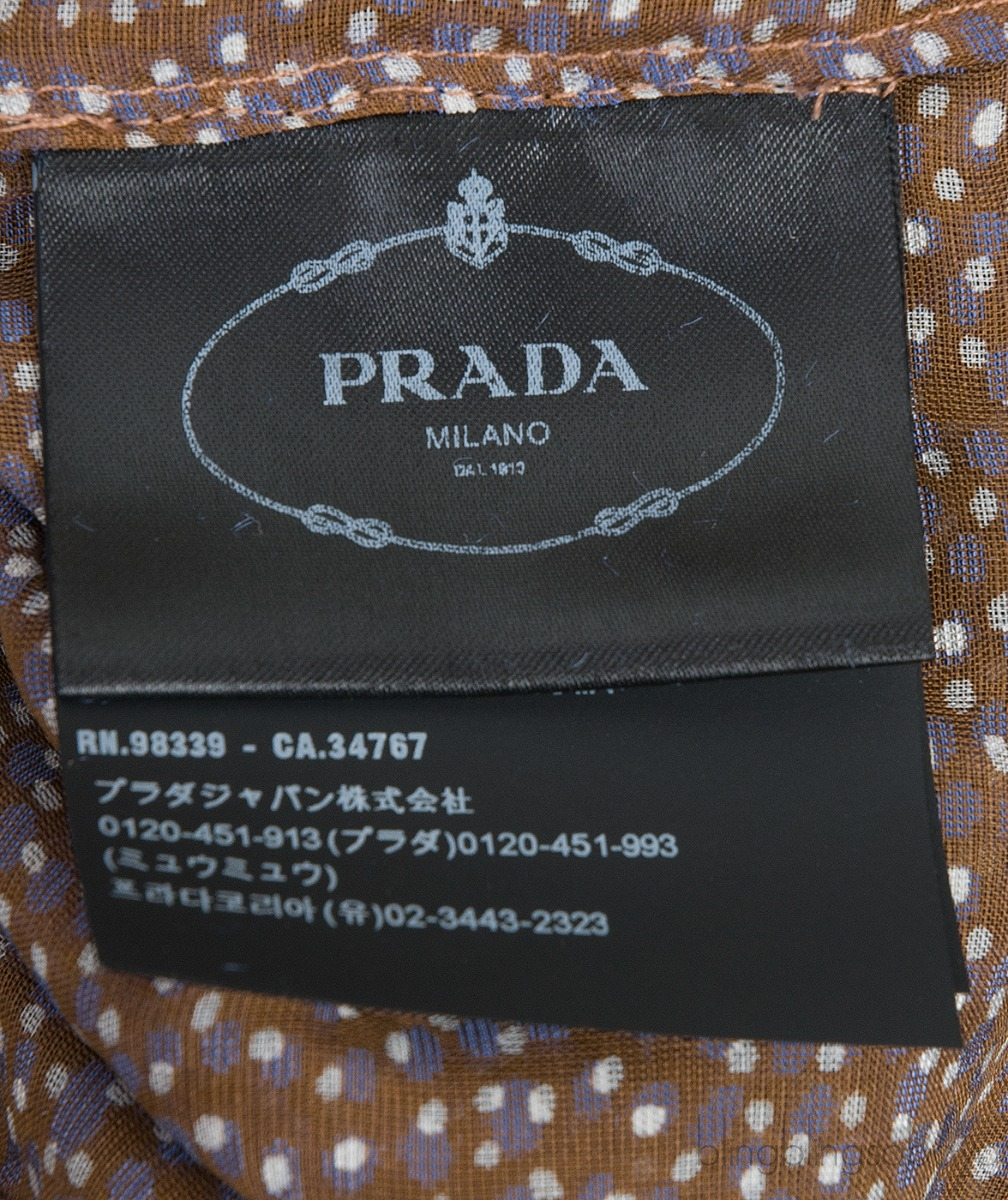 PRADA
MILANO
DAL 1913
RN.98339 - CA.34767
プラダジャパン株式会社
0120-451-913(プラダ)0120-451-993
(ミュウミュウ)
프라다코리아(유)02-3443-2323